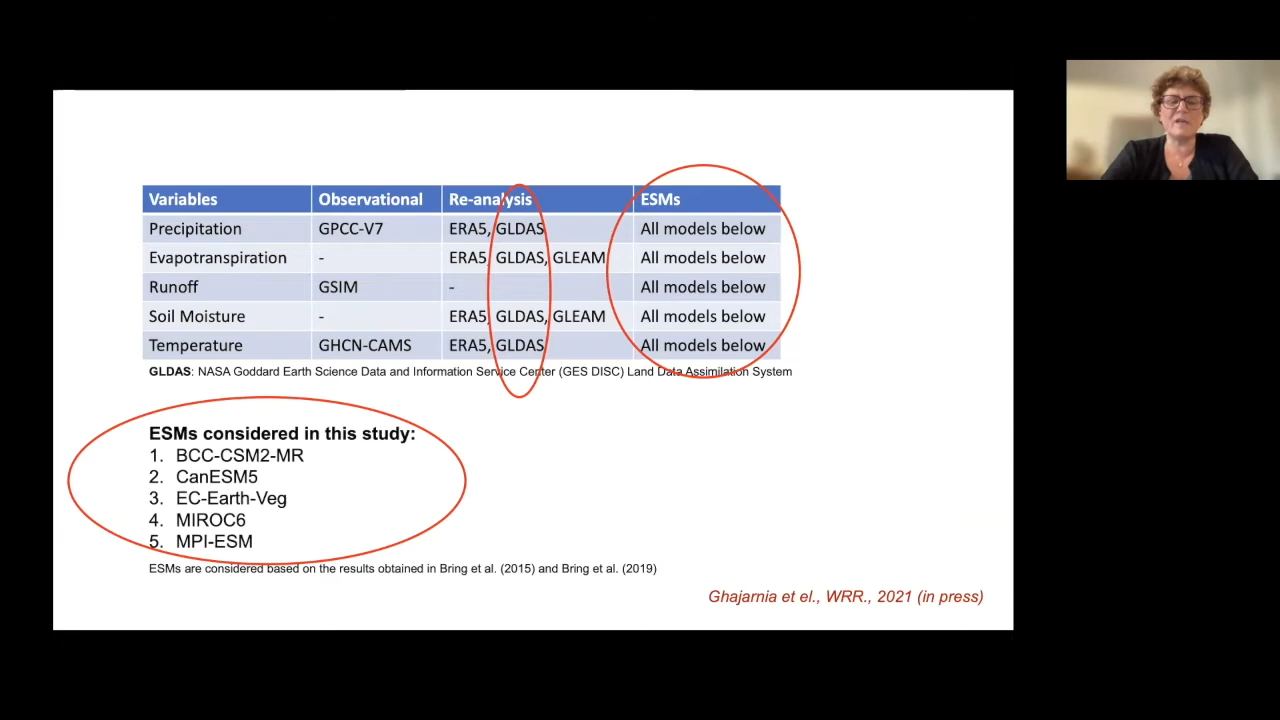 Variables Observational Re-analysis ESMs
Precipitation GPCC-V7 ERA5, GLDAS All models below
Evapotranspiration - ERA5, GLDAS, GLEAM All models below
Runoff GSIM - All models below
Soil Moisture - ERA5, GLDAS, GLEAM All models below
Temperature GHCN-CAMS ERA5, GLDAS All models below
GLDAS: NASA Goddard Earth Science Data and Information Service Center (GES DISC) Land Data Assimilation System
ESMs considered in this study:
1. BCC-CSM2-MR
2. CanESM5
3. EC-Earth-Veg
4. MIROC6
5. MPI-ESM
ESMs are considered based on the results obtained in Bring et al. (2015) and Bring et al. (2019)
Ghajarnia et el., WRR., 2021 (in press)